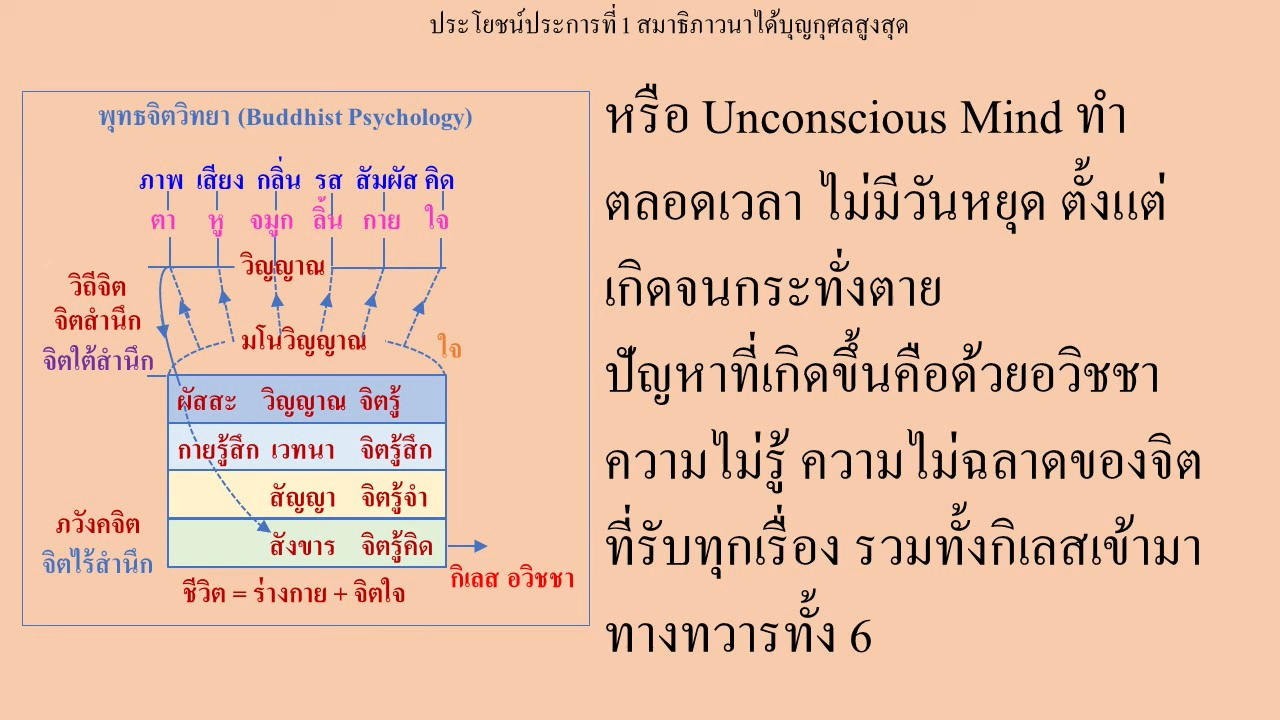 ประโยชน์ประการที่ 1 สมาธิภาวนาได้บุญกุศลสูงสุด
พุทธจิตวิทยา (Buddhist Psychology)
ภาพ เสียง กลิ่น รส สัมผัส คิด
ตา หู จมูก ลิ้น กาย ใจ
วิญญาณ
วิถีจิต
จิตสำนึก
จิตใต้สำนึก
มโนวิญญาณ ใจ
ผัสสะ วิญญาณ จิตรู้
กายรู้สึก เวทนา จิตรู้สึก
สัญญา จิตรู้จำ
ภวังคจิต
จิตไร้สำนึก
สังขาร จิตรู้คิด
กิเลส อวิชชา
ชีวิต = ร่างกาย + จิตใจ
หรือ Unconscious Mind ทำ
ตลอดเวลา ไม่มีวันหยุด ตั้งแต่
เกิดจนกระทั่งตาย
ปัญหาที่เกิดขึ้นคือด้วยอวิชชา
ความไม่รู้ ความไม่ฉลาดของจิต
ที่รับทุกเรื่อง รวมทั้งกิเลสเข้ามา
ทางทวารทั้ง 6